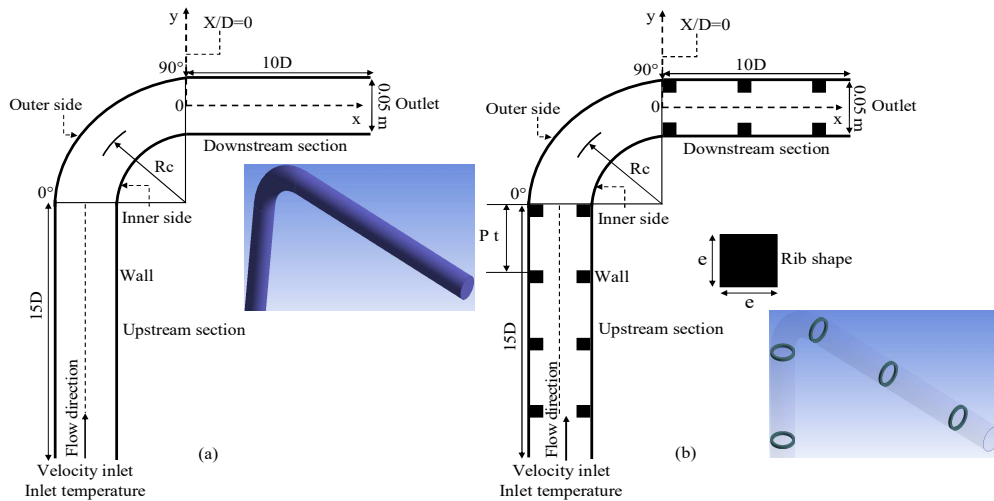 y
X/D=0
10D
90°
Outer side
0
x
0.05 m
Outlet
Downstream section
Rc
0°
Inner side
Wall
15D
Upstream section
Flow direction
(a)
Velocity inlet
Inlet temperature
y
X/D=0
10D
90°
Outer side
0
x
0.05 m
Outlet
Downstream section
Rc
0°
Inner side
P t
e
Rib shape
e
Wall
15D
Upstream section
Flow direction
(b)
Velocity inlet
Inlet temperature